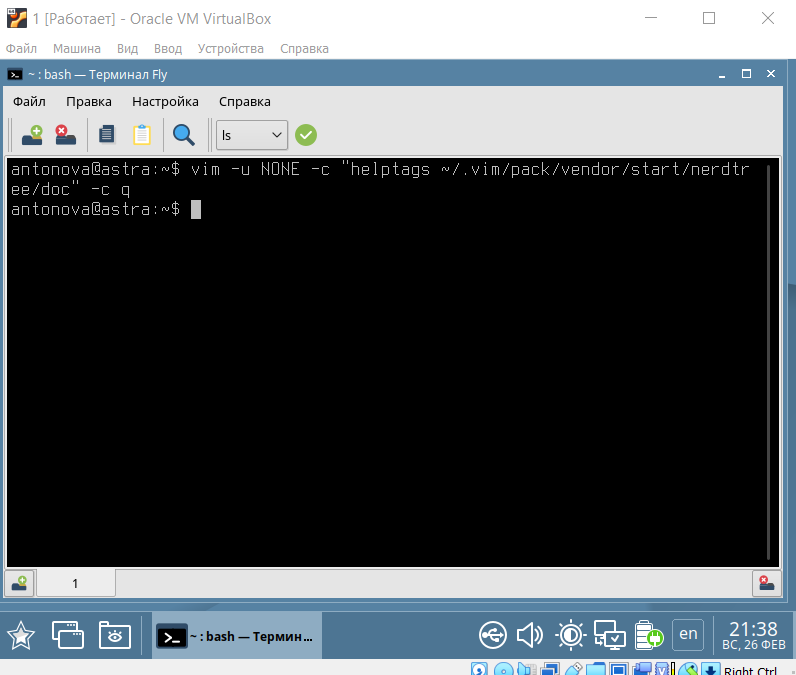 1 [Работает] - Oracle VM VirtualBox
Файл Машина Вид Ввод Устройства Справка
~ : bash — Терминал Fly
Файл Правка Настройка Справка
ls
antonova@astra:~$ vim -u NONE -c "helptags ~/.vim/pack/vendor/start/nerdtr
ee/doc" -c q
antonova@astra:~$
1
~ : bash — Термин...
en
21:38
ВС, 26 ФЕВ
Right Ctrl